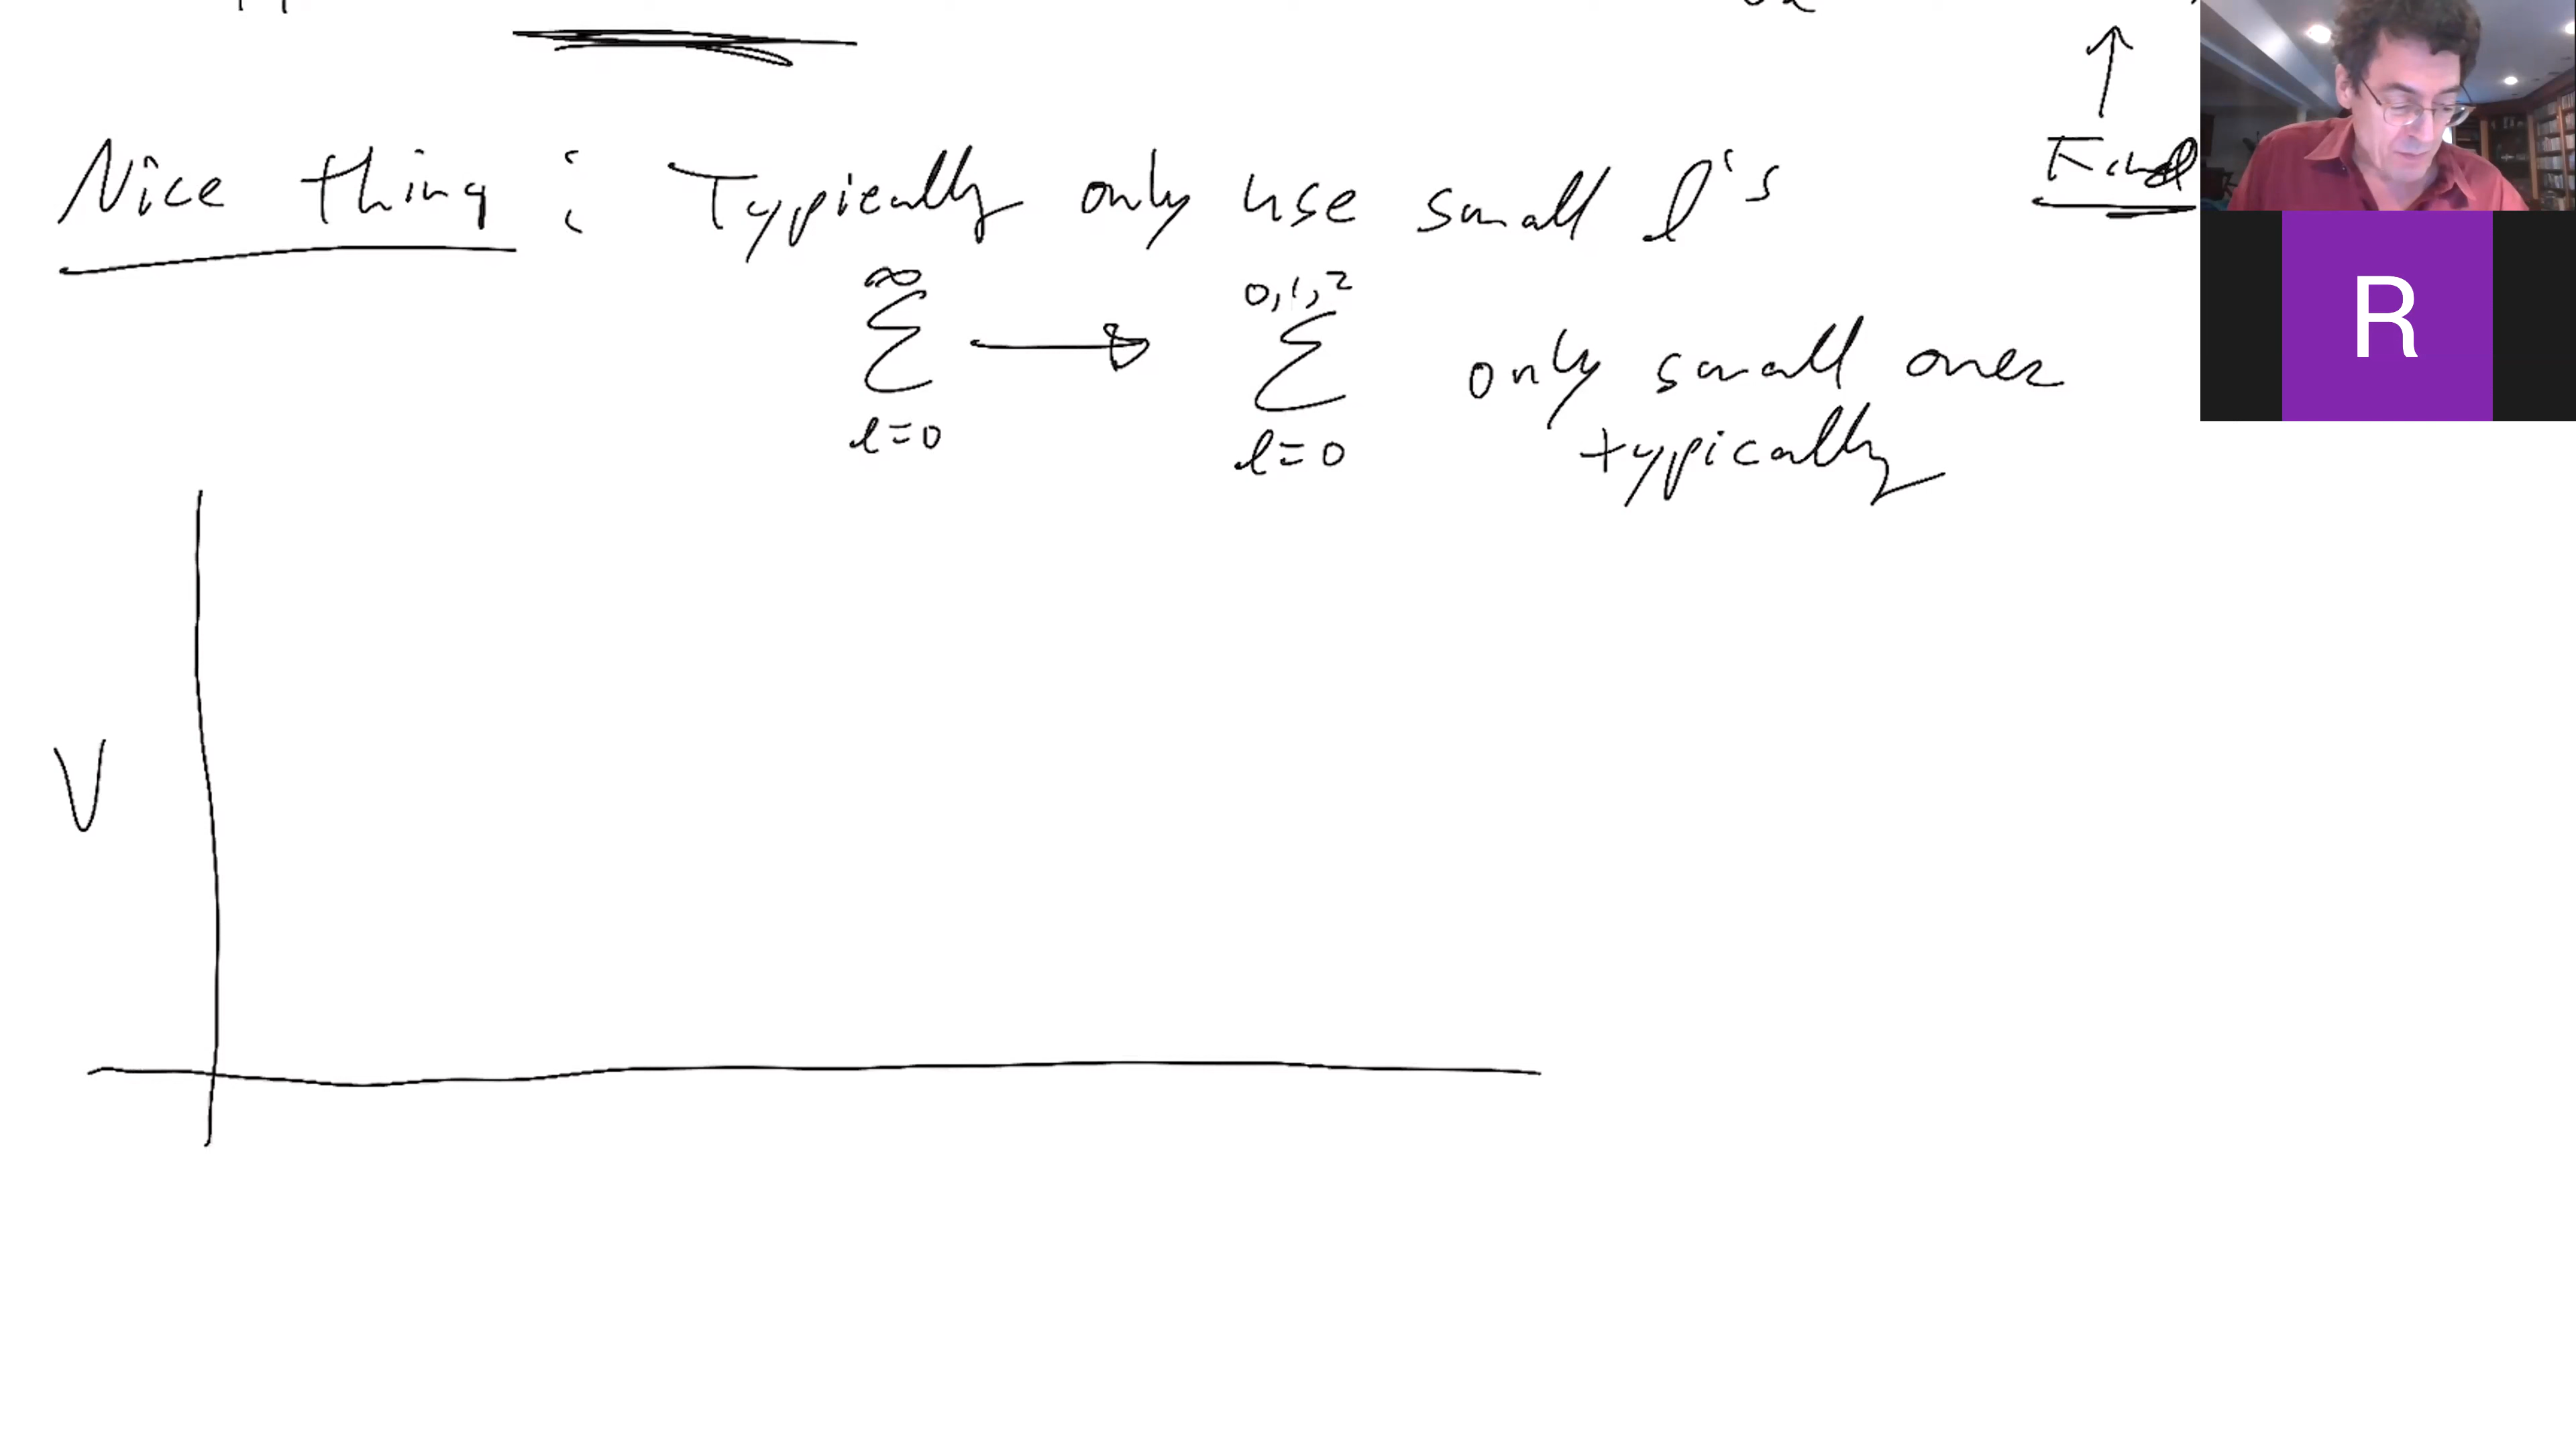 Nice thing : Typically only use small l's
∞ 0,1,2
Σ → Σ only small ones
l=0 l=0 typically
V
R